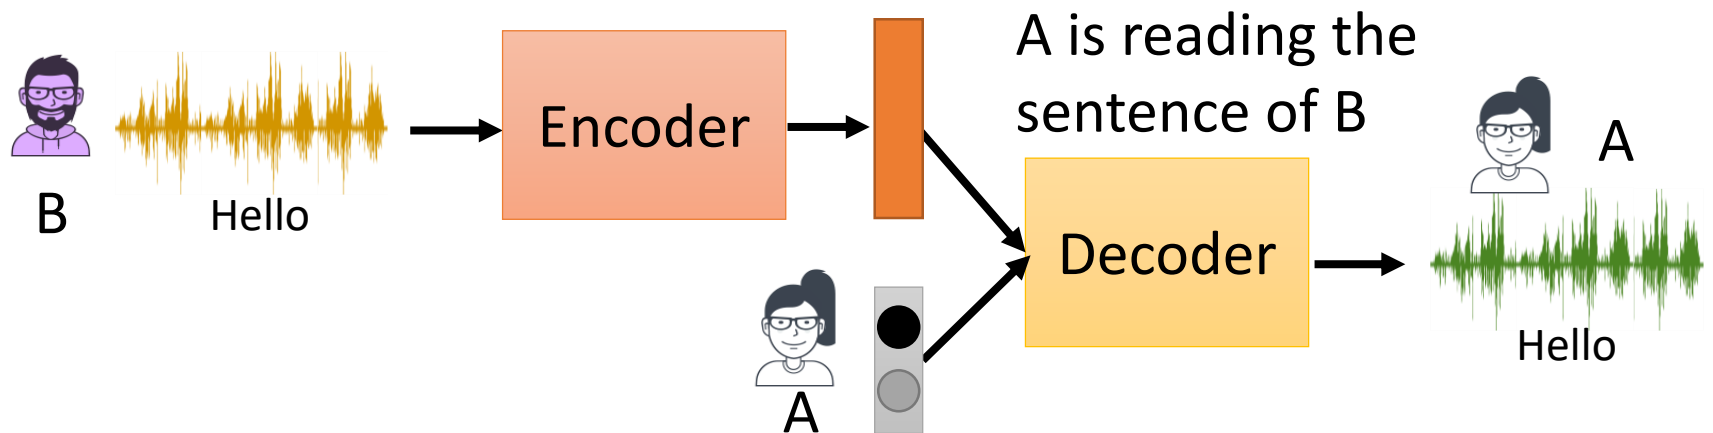 B
Hello
Encoder
A is reading the
sentence of B
A
Decoder
A
Hello